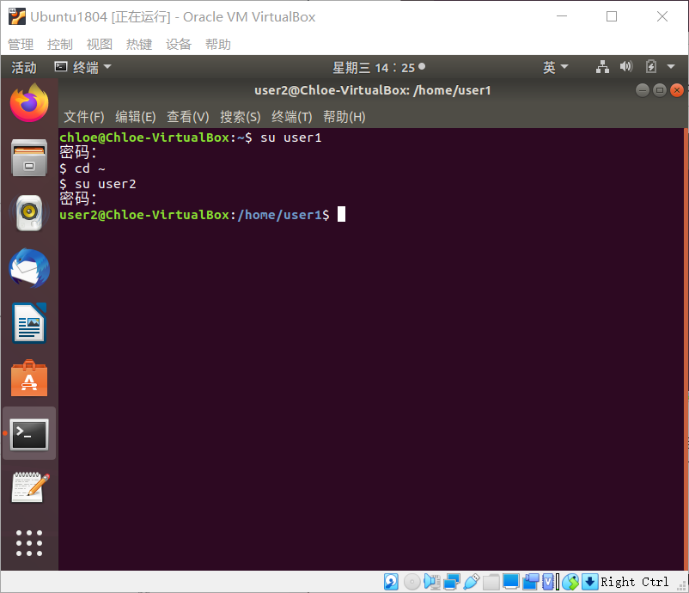 Ubuntu1804 [正在运行] - Oracle VM VirtualBox
管理 控制 视图 热键 设备 帮助
活动 终端 星期三 14：25 英
user2@Chloe-VirtualBox: /home/user1
文件(F) 编辑(E) 查看(V) 搜索(S) 终端(T) 帮助(H)
chloe@Chloe-VirtualBox:~$ su user1
密码：
$ cd ~
$ su user2
密码：
user2@Chloe-VirtualBox:/home/user1$
Right Ctrl